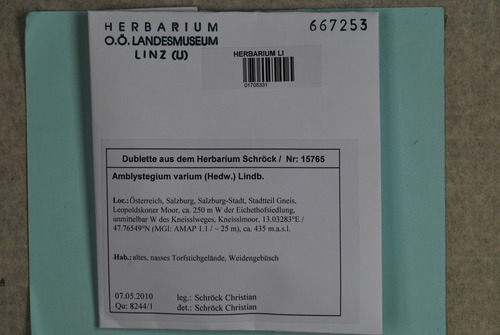 HERBARIUM
667253
O.Ö. LANDESMUSEUM
LINZ (U)
HERBARIUM LI
01705331
Dublette aus dem Herbarium Schröck / Nr: 15765
Amblystegium varium (Hedw.) Lindb.
Loc.:Österreich, Salzburg, Salzburg-Stadt, Stadtteil Gneis,
Leopoldskoner Moor, ca. 250 m W der Eichethofsiedlung,
unmittelbar W des Kneisslweges, Kneisslmoor, 13.03283°E /
47.76549°N (MGI: AMAP 1.1 / ~ 25 m), ca. 435 m.a.s.l.
Hab.:altes, nasses Torfstichgelände, Weidengebüsch
07.05.2010 leg.: Schröck Christian
Qu: 8244/1 det.: Schröck Christian